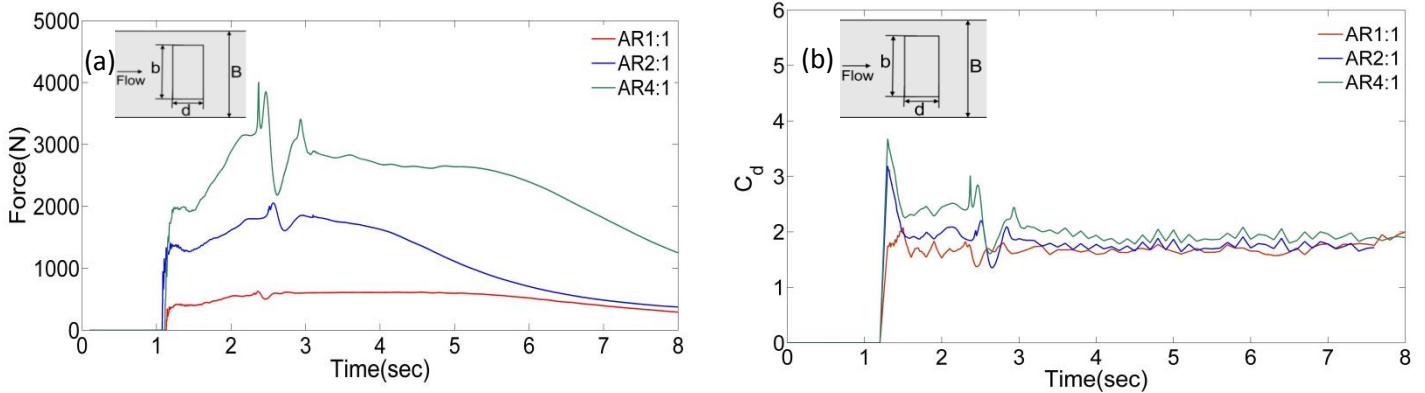 (a)
Force(N)
5000
4000
3000
2000
1000
0
b
B
Flow
d
AR1:1
AR2:1
AR4:1
0 1 2 3 4 5 6 7 8
Time(sec)
(b)
C_d
6
5
4
3
2
1
0
b
B
Flow
d
AR1:1
AR2:1
AR4:1
0 1 2 3 4 5 6 7 8
Time(sec)